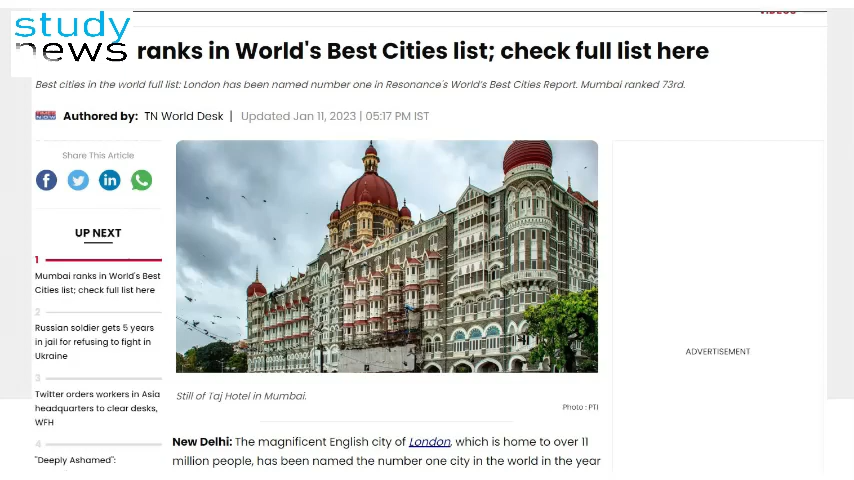 study
news
ranks in World's Best Cities list; check full list here
Best cities in the world full list: London has been named number one in Resonance's World's Best Cities Report. Mumbai ranked 73rd.
Authored by: TN World Desk | Updated Jan 11, 2023 | 05:17 PM IST
Share This Article
UP NEXT
1
Mumbai ranks in World's Best
Cities list; check full list here
2
Russian soldier gets 5 years
in jail for refusing to fight in
Ukraine
3
Twitter orders workers in Asia
headquarters to clear desks,
WFH
4
"Deeply Ashamed":
Still of Taj Hotel in Mumbai.
Photo : PTI
New Delhi: The magnificent English city of London, which is home to over 11
million people, has been named the number one city in the world in the year
ADVERTISEMENT